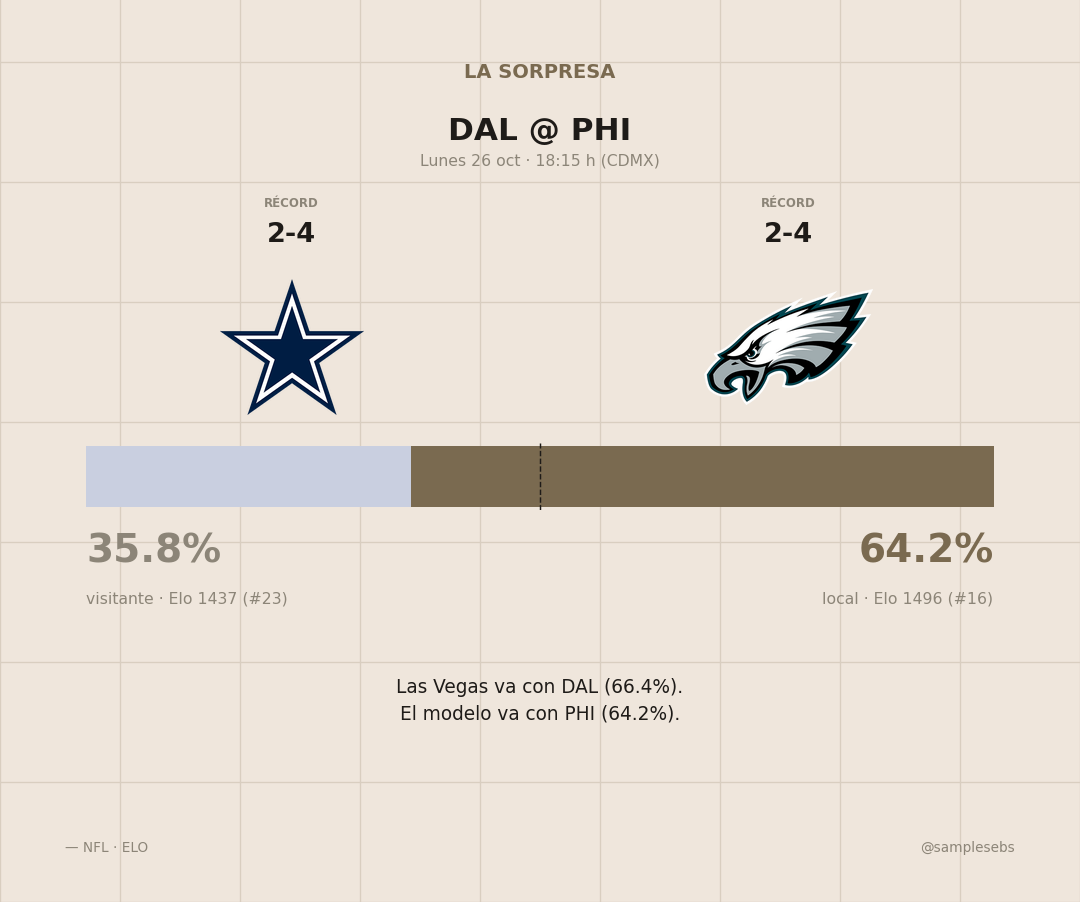 LA SORPRESA
DAL @ PHI
Lunes 26 oct · 18:15 h (CDMX)
RÉCORD
2-4
RÉCORD
2-4
35.8%
64.2%
visitante · Elo 1437 (#23)
local · Elo 1496 (#16)
Las Vegas va con DAL (66.4%).
El modelo va con PHI (64.2%).
— NFL · ELO
@samplesebs